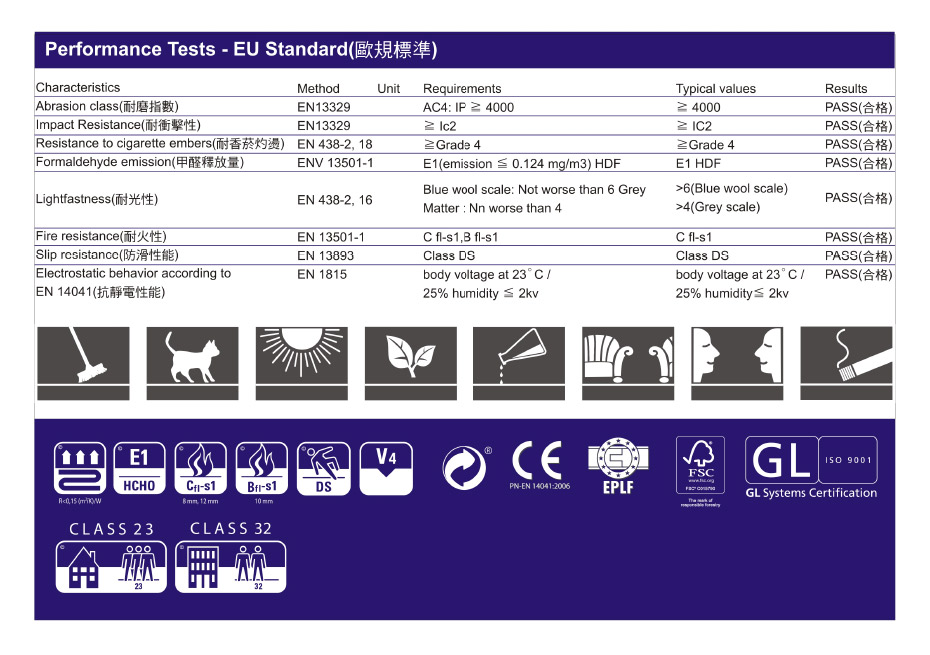 Performance Tests - EU Standard(歐規標準)
Characteristics Method Unit Requirements Typical values Results
Abrasion class(耐磨指數) EN13329 AC4: IP ≧ 4000 ≧ 4000 PASS(合格)
Impact Resistance(耐衝擊性) EN13329 ≧ Ic2 ≧ IC2 PASS(合格)
Resistance to cigarette embers(耐香菸灼燙) EN 438-2, 18 ≧Grade 4 ≧Grade 4 PASS(合格)
Formaldehyde emission(甲醛釋放量) ENV 13501-1 E1(emission ≦ 0.124 mg/m3) HDF E1 HDF PASS(合格)
Lightfastness(耐光性) EN 438-2, 16 Blue wool scale: Not worse than 6 Grey >6(Blue wool scale) PASS(合格)
Matter : Nn worse than 4 >4(Grey scale)
Fire resistance(耐火性) EN 13501-1 C fl-s1,B fl-s1 C fl-s1 PASS(合格)
Slip resistance(防滑性能) EN 13893 Class DS Class DS PASS(合格)
Electrostatic behavior according to EN 1815 body voltage at 23°C / body voltage at 23°C / PASS(合格)
EN 14041(抗靜電性能) 25% humidity ≦ 2kv 25% humidity≦ 2kv
E1
HCHO
Cfl-s1
Bfl-s1
DS
V4
R<0,15 (m²K)/W
8 mm, 12 mm
10 mm
®
CE
PN-EN 14041:2006
EPLF
FSC
www.fsc.org
The mark of
responsible forestry
GL ISO 9001
GL Systems Certification
CLASS 23 CLASS 32
23 32